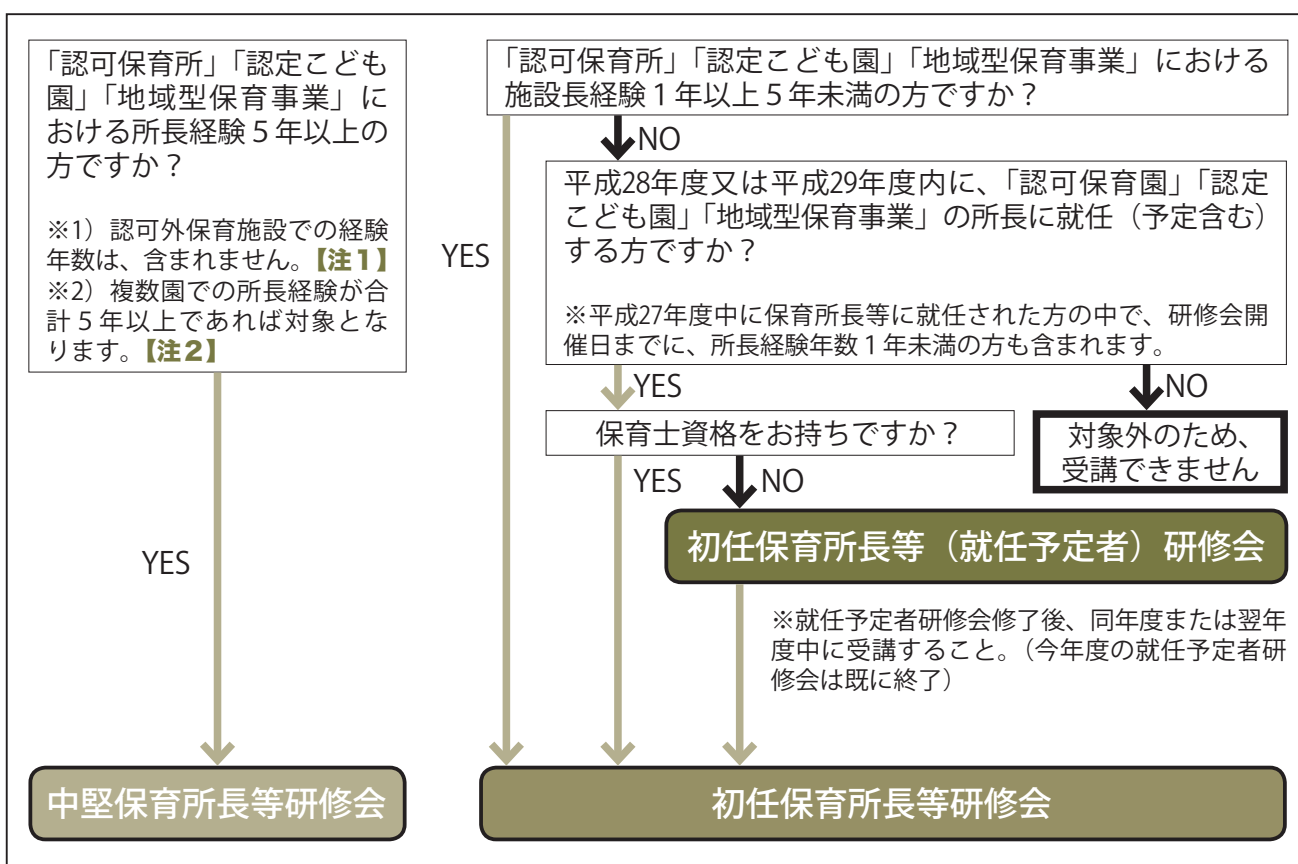 「認可保育所」「認定こども
園」「地域型保育事業」に
おける所長経験５年以上の
方ですか？
※1）認可外保育施設での経験
年数は、含まれません。【注１】
※2）複数園での所長経験が合
計５年以上であれば対象とな
ります。【注２】
YES
中堅保育所長等研修会
「認可保育所」「認定こども園」「地域型保育事業」における
施設長経験１年以上５年未満の方ですか？
NO
YES
平成28年度又は平成29年度内に、「認可保育園」「認定
こども園」「地域型保育事業」の所長に就任（予定含む）
する方ですか？
※平成27年度中に保育所長等に就任された方の中で、研修会開
催日までに、所長経験年数１年未満の方も含まれます。
YES
NO
保育士資格をお持ちですか？
対象外のため、
受講できません
YES
NO
初任保育所長等（就任予定者）研修会
※就任予定者研修会修了後、同年度または翌年
度中に受講すること。（今年度の就任予定者研
修会は既に終了）
初任保育所長等研修会